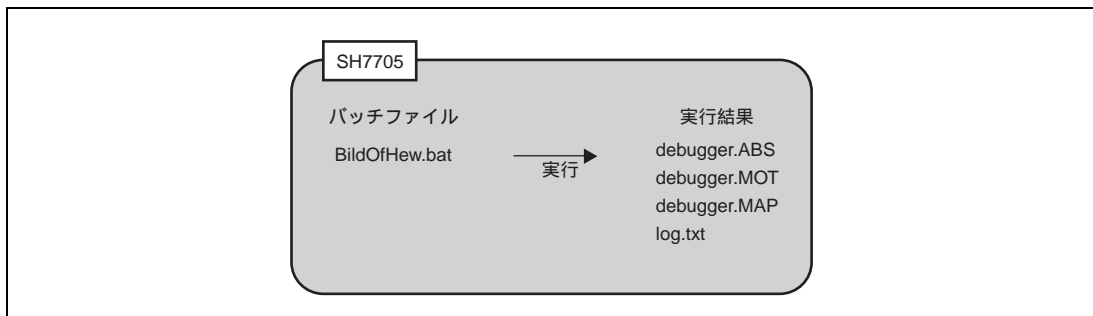 SH7705
バッチファイル
BildOfHew.bat
実行
実行結果
debugger.ABS
debugger.MOT
debugger.MAP
log.txt